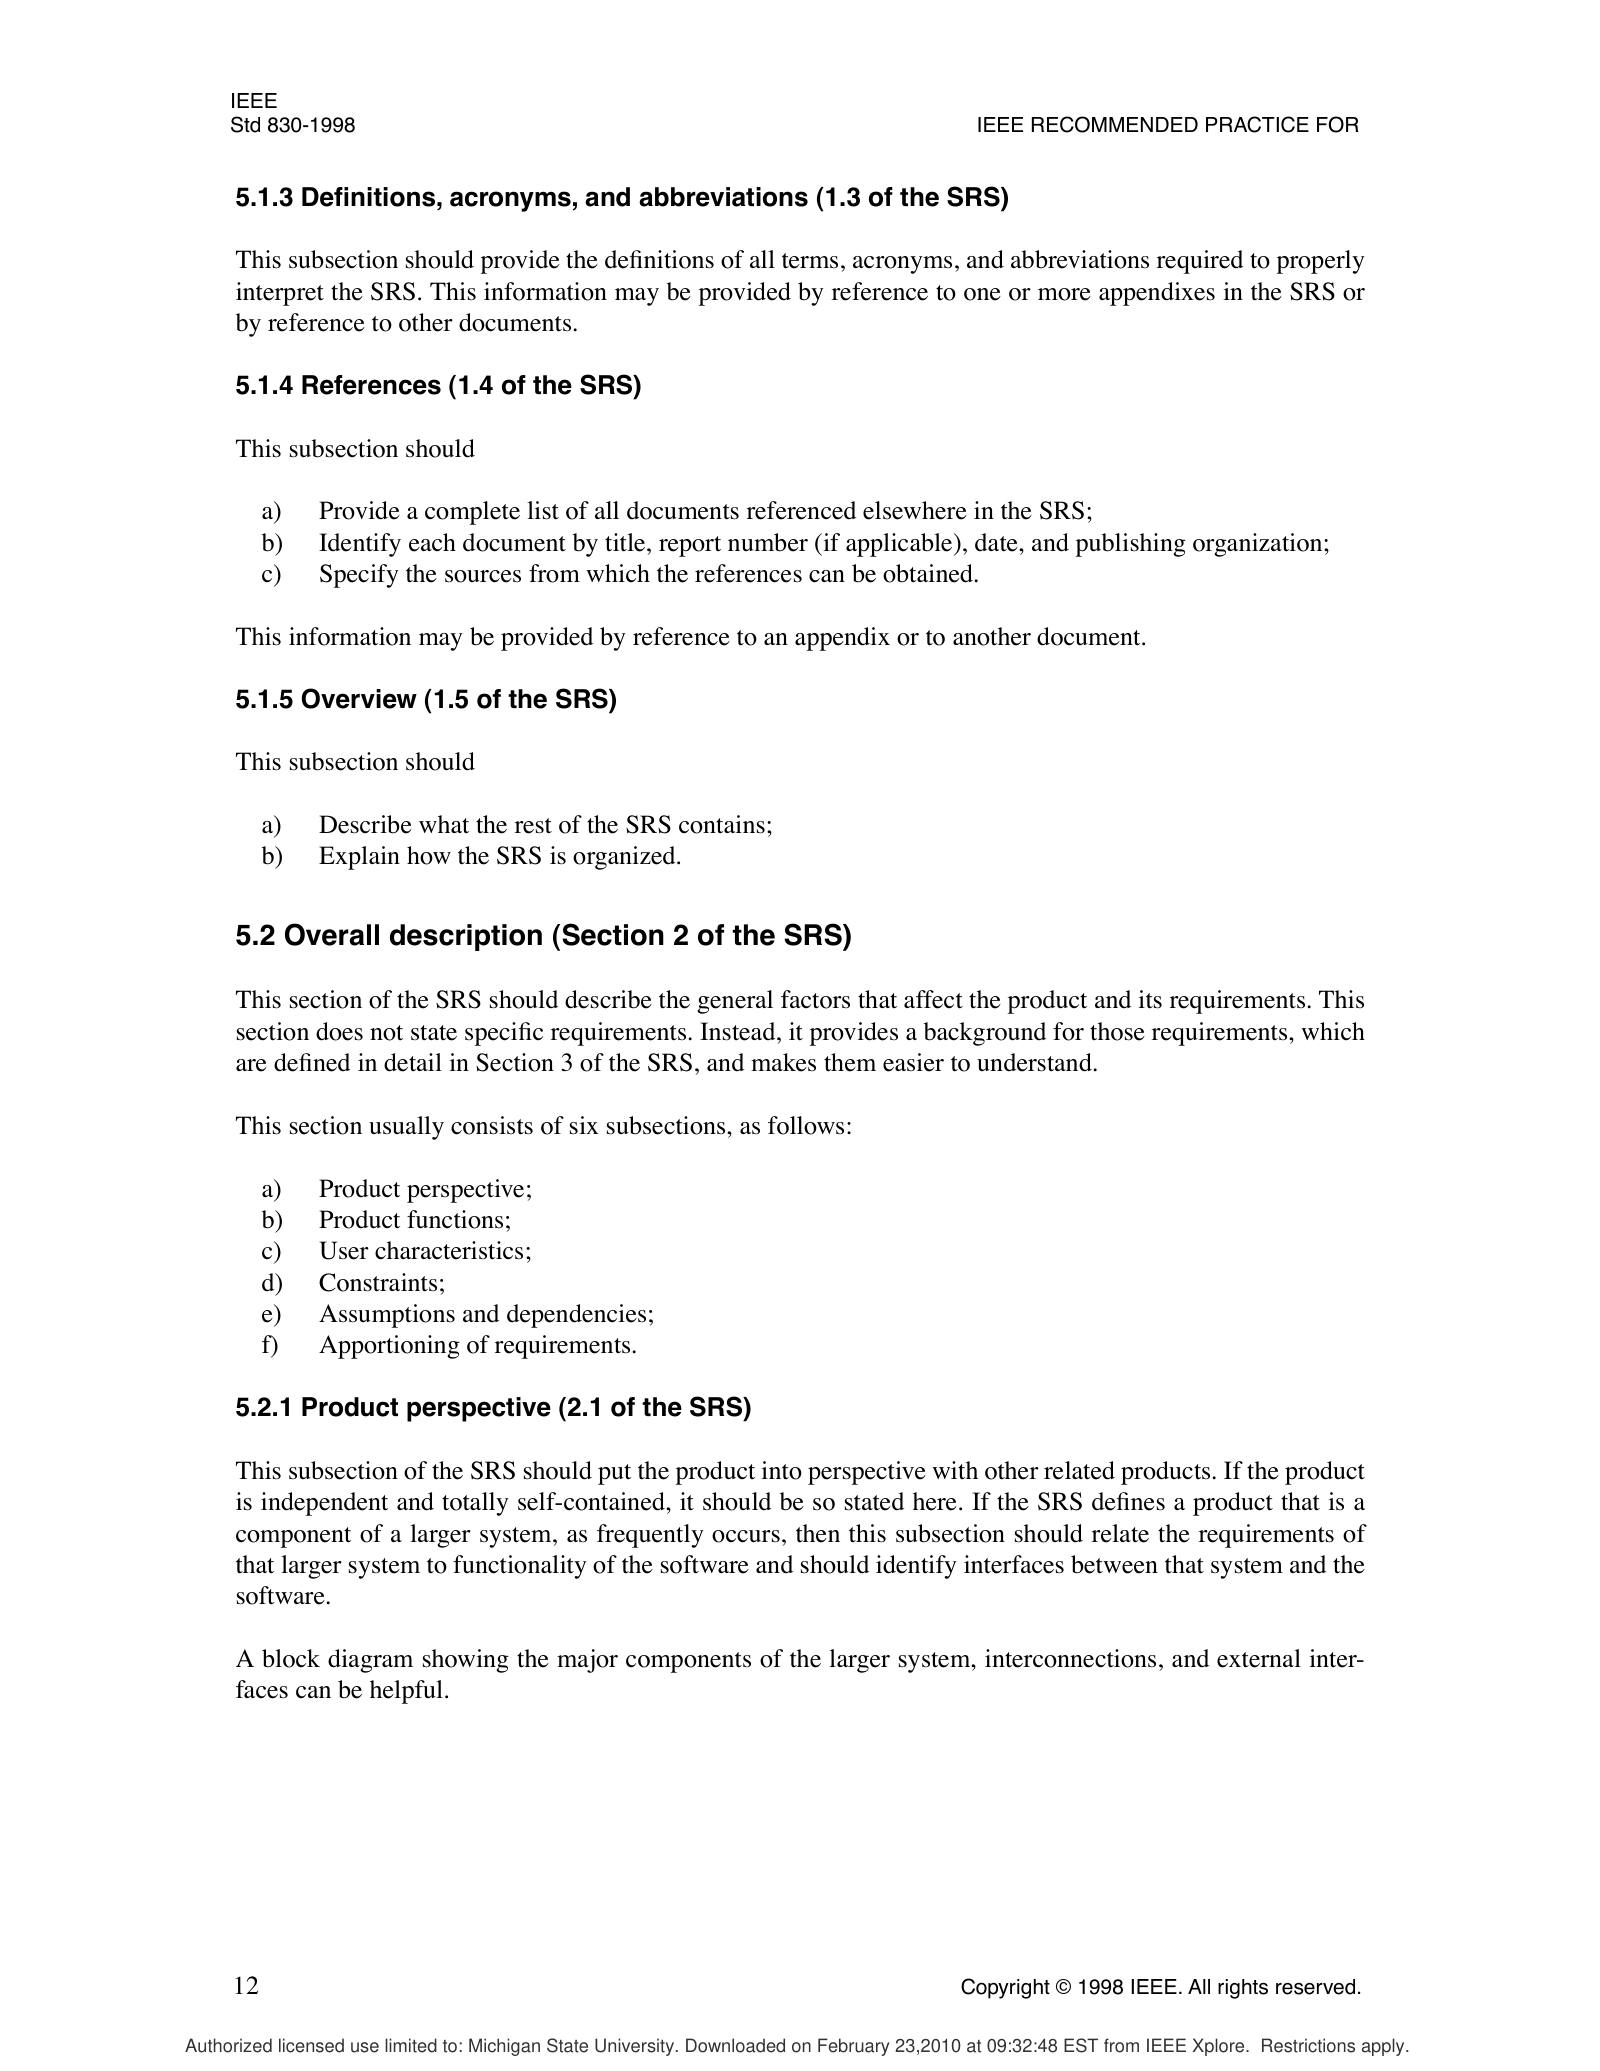 IEEE
Std 830-1998
IEEE RECOMMENDED PRACTICE FOR
5.1.3 Definitions, acronyms, and abbreviations (1.3 of the SRS)
This subsection should provide the definitions of all terms, acronyms, and abbreviations required to properly
interpret the SRS. This information may be provided by reference to one or more appendixes in the SRS or
by reference to other documents.
5.1.4 References (1.4 of the SRS)
This subsection should
a) Provide a complete list of all documents referenced elsewhere in the SRS;
b) Identify each document by title, report number (if applicable), date, and publishing organization;
c) Specify the sources from which the references can be obtained.
This information may be provided by reference to an appendix or to another document.
5.1.5 Overview (1.5 of the SRS)
This subsection should
a) Describe what the rest of the SRS contains;
b) Explain how the SRS is organized.
5.2 Overall description (Section 2 of the SRS)
This section of the SRS should describe the general factors that affect the product and its requirements. This
section does not state specific requirements. Instead, it provides a background for those requirements, which
are defined in detail in Section 3 of the SRS, and makes them easier to understand.
This section usually consists of six subsections, as follows:
a) Product perspective;
b) Product functions;
c) User characteristics;
d) Constraints;
e) Assumptions and dependencies;
f) Apportioning of requirements.
5.2.1 Product perspective (2.1 of the SRS)
This subsection of the SRS should put the product into perspective with other related products. If the product
is independent and totally self-contained, it should be so stated here. If the SRS defines a product that is a
component of a larger system, as frequently occurs, then this subsection should relate the requirements of
that larger system to functionality of the software and should identify interfaces between that system and the
software.
A block diagram showing the major components of the larger system, interconnections, and external inter-
faces can be helpful.
12
Copyright © 1998 IEEE. All rights reserved.
Authorized licensed use limited to: Michigan State University. Downloaded on February 23,2010 at 09:32:48 EST from IEEE Xplore. Restrictions apply.